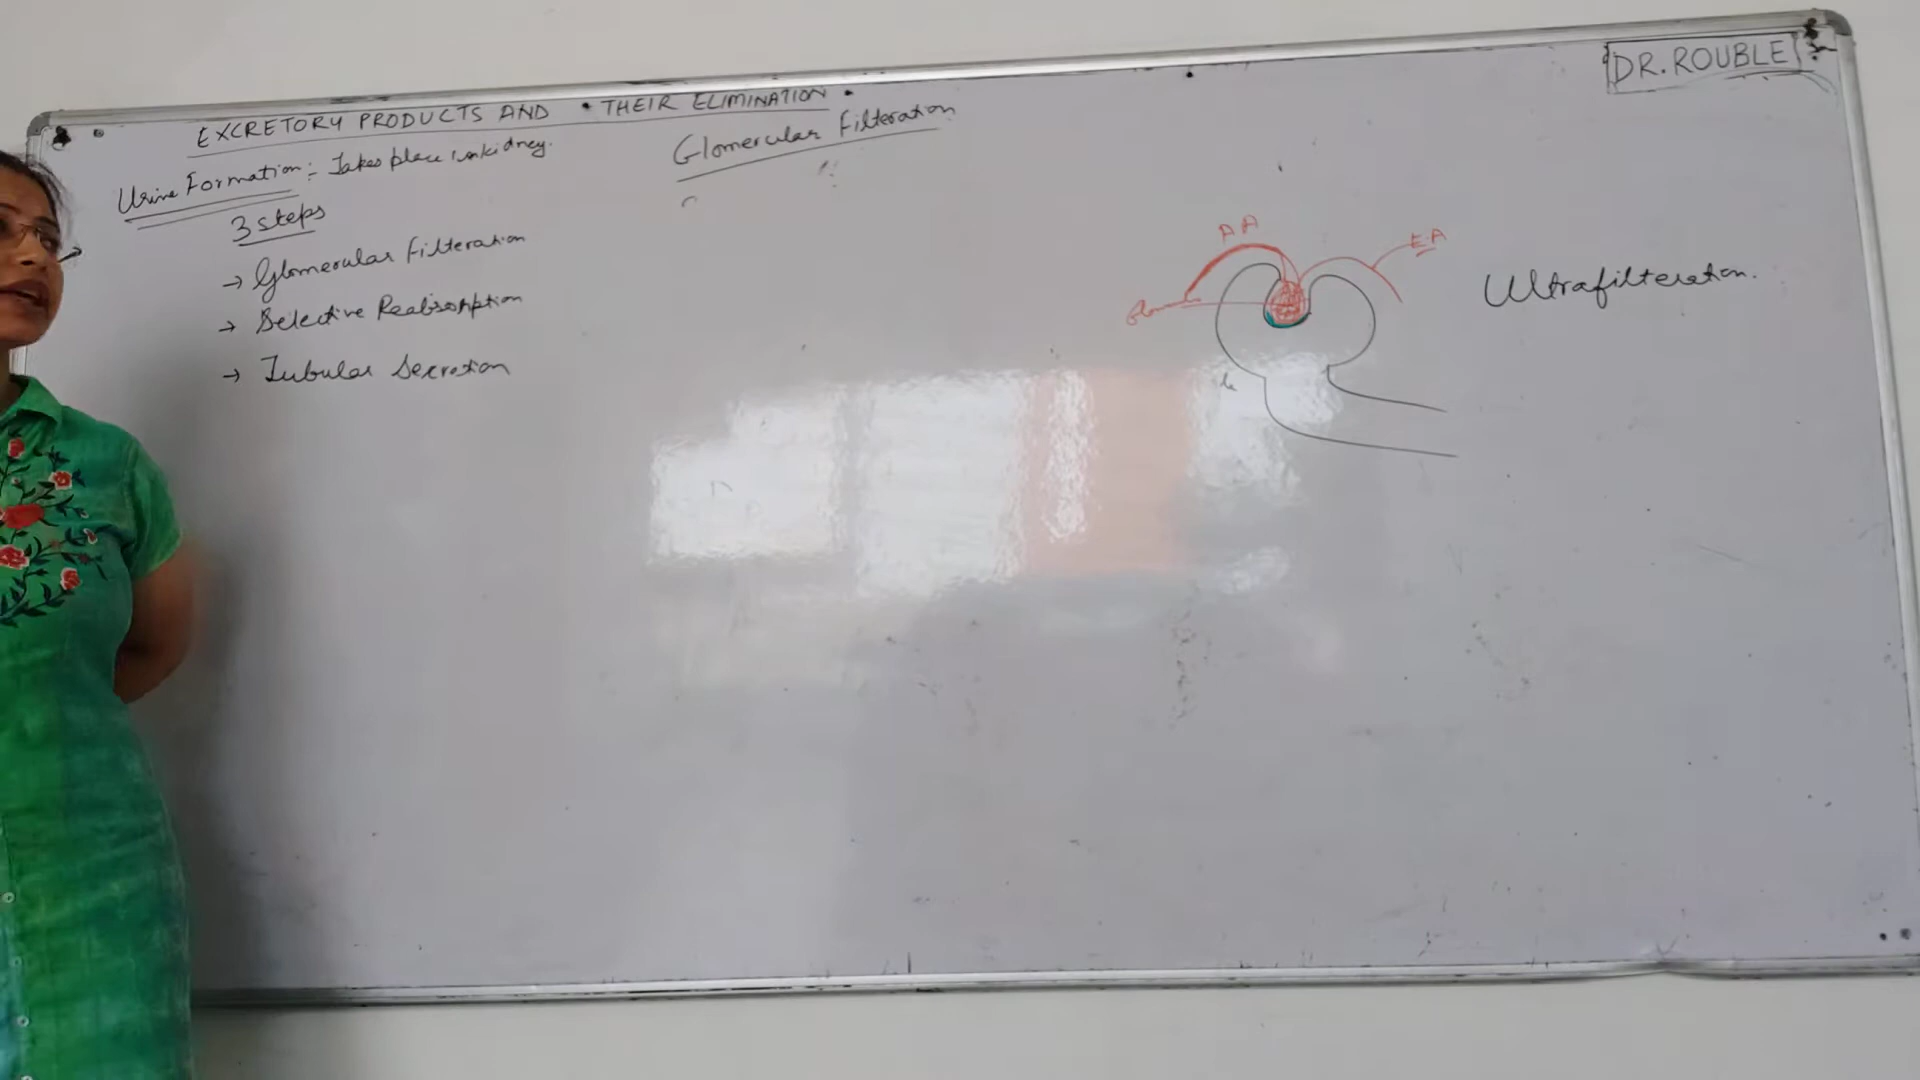 DR. ROUBLE
EXCRETORY PRODUCTS AND • THEIR ELIMINATION •
Urine Formation:- Takes place in kidney.
3 steps
→ Glomerular Filteration
→ Selective Reabsorption
→ Tubular Secretion
Glomerular Filteration
AA
EA
Ultrafilteration.